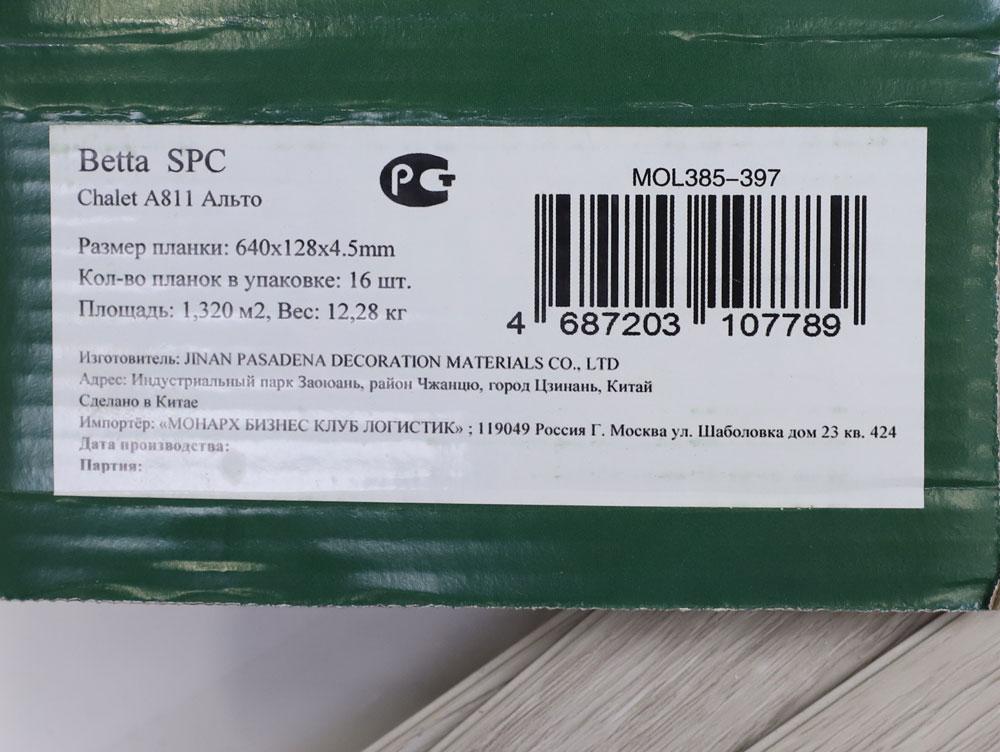 Betta SPC
Chalet A811 Альто
Размер планки: 640x128x4.5mm
Кол-во планок в упаковке: 16 шт.
Площадь: 1,320 м2, Вес: 12,28 кг
РСТ
MOL385-397
4 687203 107789
Изготовитель: JINAN PASADENA DECORATION MATERIALS CO., LTD
Адрес: Индустриальный парк Заоюань, район Чжанцю, город Цзинань, Китай
Сделано в Китае
Импортёр: «МОНАРХ БИЗНЕС КЛУБ ЛОГИСТИК» ; 119049 Россия Г. Москва ул. Шаболовка дом 23 кв. 424
Дата производства:
Партия: